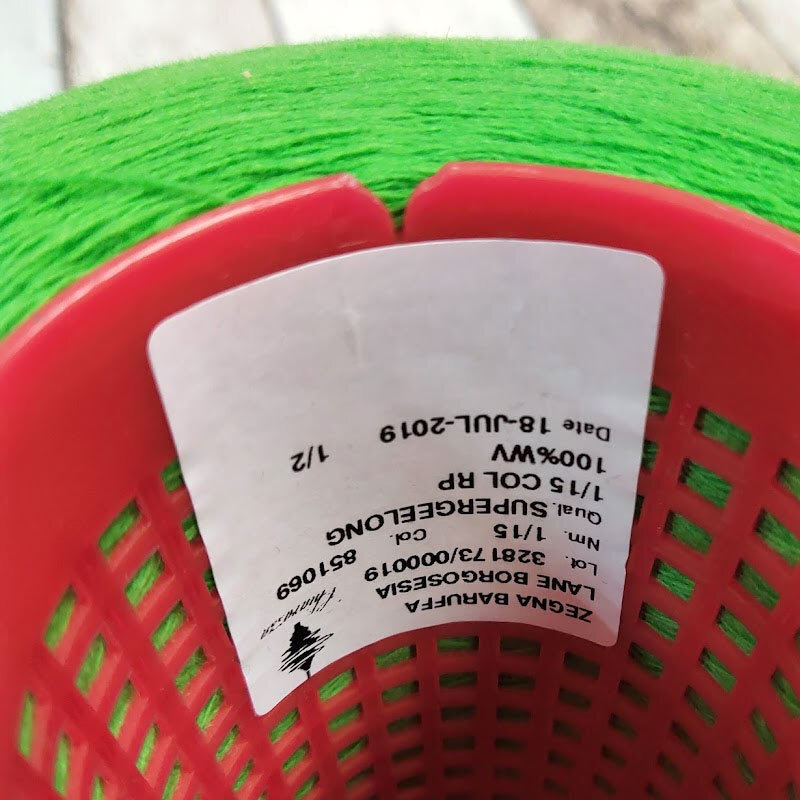 ZEGNA BARUFFA
LANE BORGOSESIA
Lot. 328173/000019
Nm. 1/15 Col. 851069
Qual. SUPERGEELONG
1/15 COL RP
100%WV 1/2
Date 18-JUL-2019